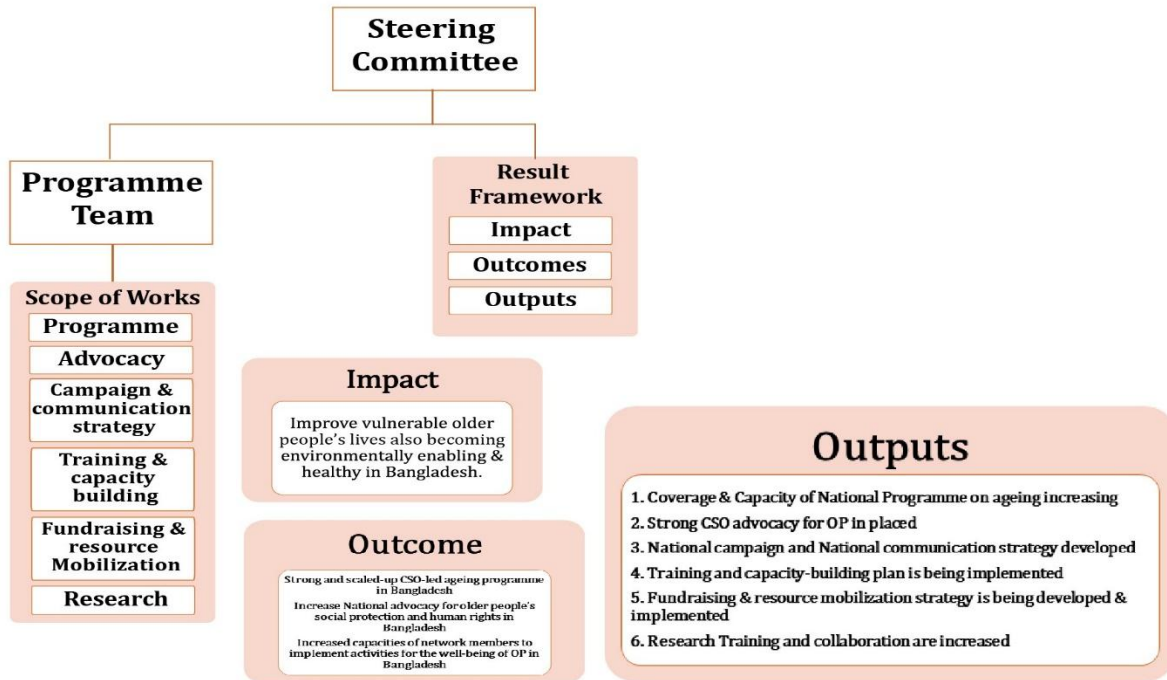 Steering
Committee
Programme
Team
Result
Framework
Impact
Outcomes
Outputs
Scope of Works
Programme
Advocacy
Campaign &
communication
strategy
Training &
capacity
building
Fundraising &
resource
Mobilization
Research
Impact
Improve vulnerable older
people's lives also becoming
environmentally enabling &
healthy in Bangladesh.
Outcome
Strong and scaled-up CSO-led ageing programme
in Bangladesh
Increase National advocacy for older people's
social protection and human rights in
Bangladesh
Increased capacities of network members to
implement activities for the well-being of OP in
Bangladesh
Outputs
1. Coverage & Capacity of National Programme on ageing increasing
2. Strong CSO advocacy for OP in placed
3. National campaign and National communication strategy developed
4. Training and capacity-building plan is being implemented
5. Fundraising & resource mobilization strategy is being developed &
implemented
6. Research Training and collaboration are increased